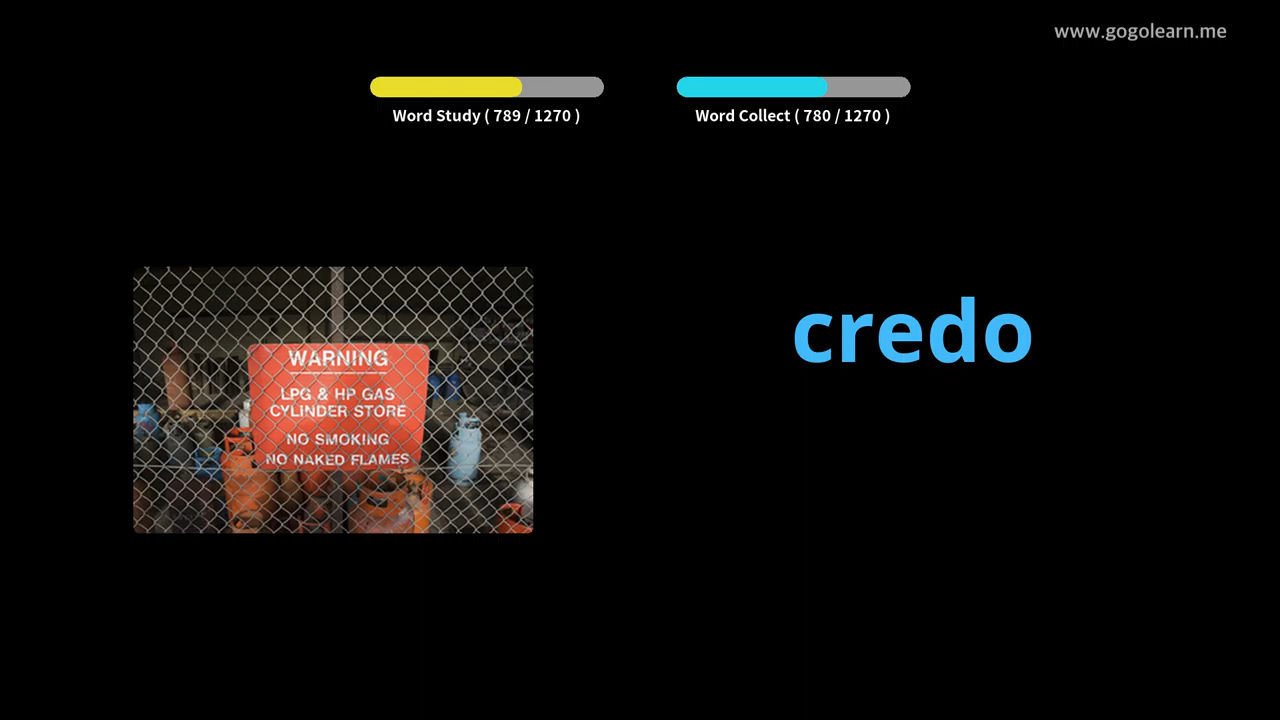 www.gogolearn.me
Word Study ( 789 / 1270 )
Word Collect ( 780 / 1270 )
credo
WARNING
LPG & HP GAS
CYLINDER STORE
NO SMOKING
NO NAKED FLAMES